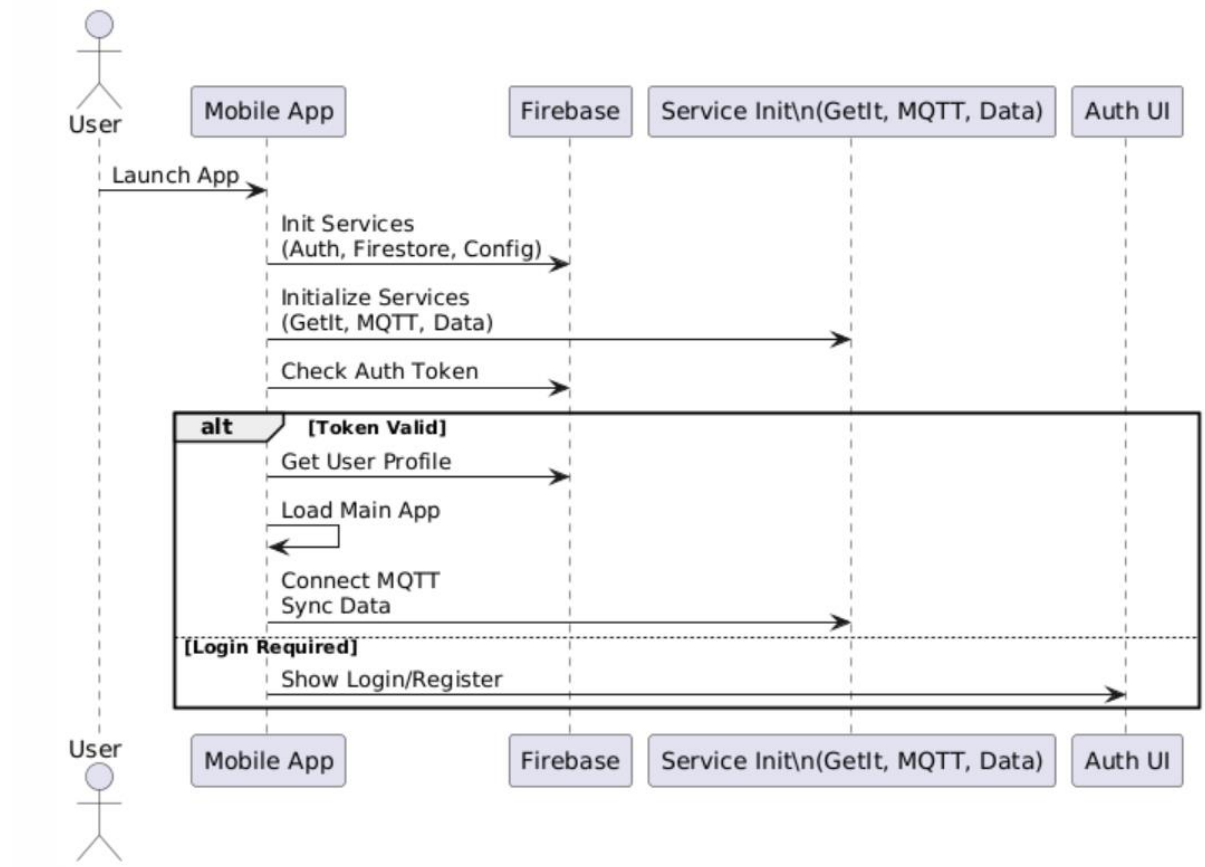 User
Mobile App
Firebase
Service Init\n(GetIt, MQTT, Data)
Auth UI
Launch App
Init Services
(Auth, Firestore, Config)
Initialize Services
(GetIt, MQTT, Data)
Check Auth Token
alt
[Token Valid]
Get User Profile
Load Main App
Connect MQTT
Sync Data
[Login Required]
Show Login/Register
User
Mobile App
Firebase
Service Init\n(GetIt, MQTT, Data)
Auth UI